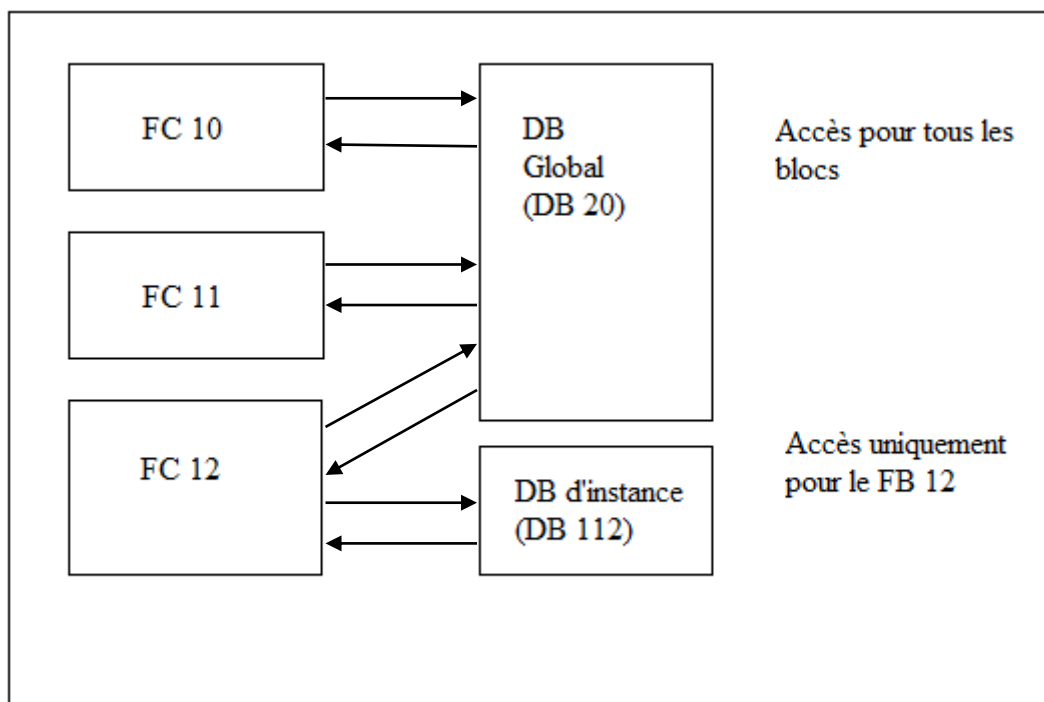 FC 10
DB
Global
(DB 20)
Accès pour tous les
blocs
FC 11
FC 12
Accès uniquement
pour le FB 12
DB d'instance
(DB 112)